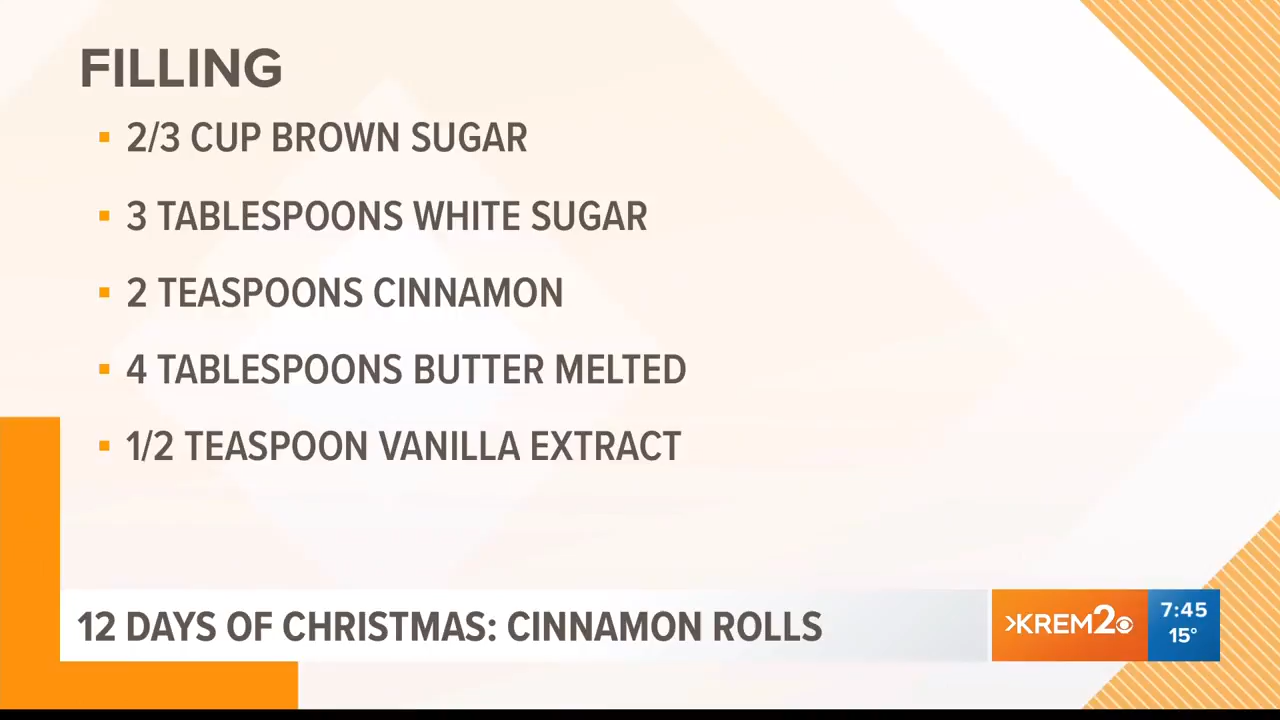 FILLING
▪ 2/3 CUP BROWN SUGAR
▪ 3 TABLESPOONS WHITE SUGAR
▪ 2 TEASPOONS CINNAMON
▪ 4 TABLESPOONS BUTTER MELTED
▪ 1/2 TEASPOON VANILLA EXTRACT
12 DAYS OF CHRISTMAS: CINNAMON ROLLS
KREM2
7:45
15°